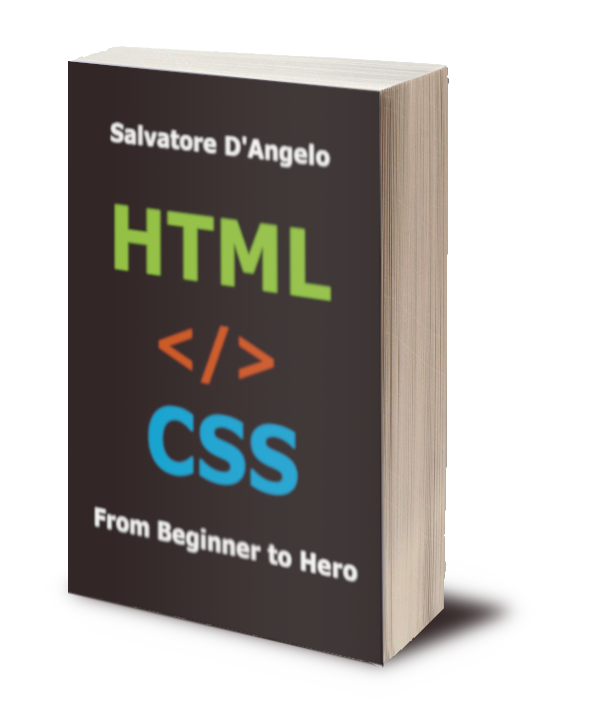 Salvatore D'Angelo
HTML
</>
CSS
From Beginner to Hero